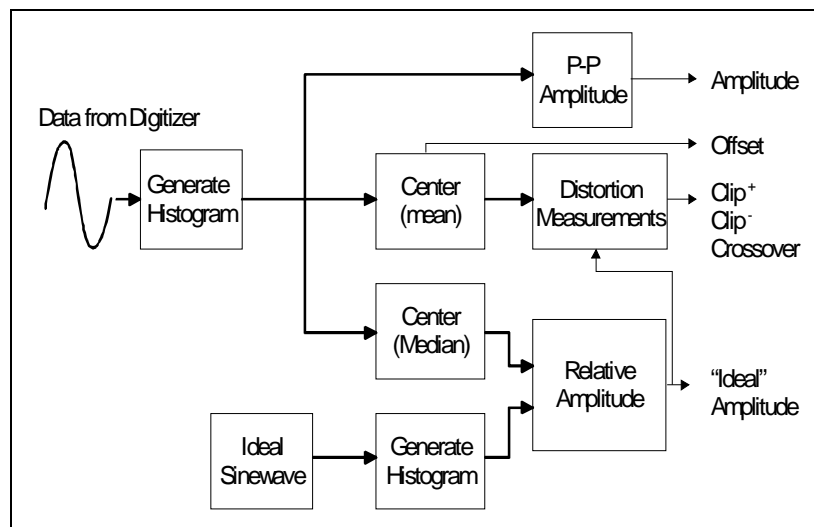 P-P
Amplitude
Amplitude
Data from Digitizer
Offset
Generate
Histogram
Center
(mean)
Distortion
Measurements
Clip+
Clip-
Crossover
Center
(Median)
Relative
Amplitude
“Ideal”
Amplitude
Ideal
Sinewave
Generate
Histogram